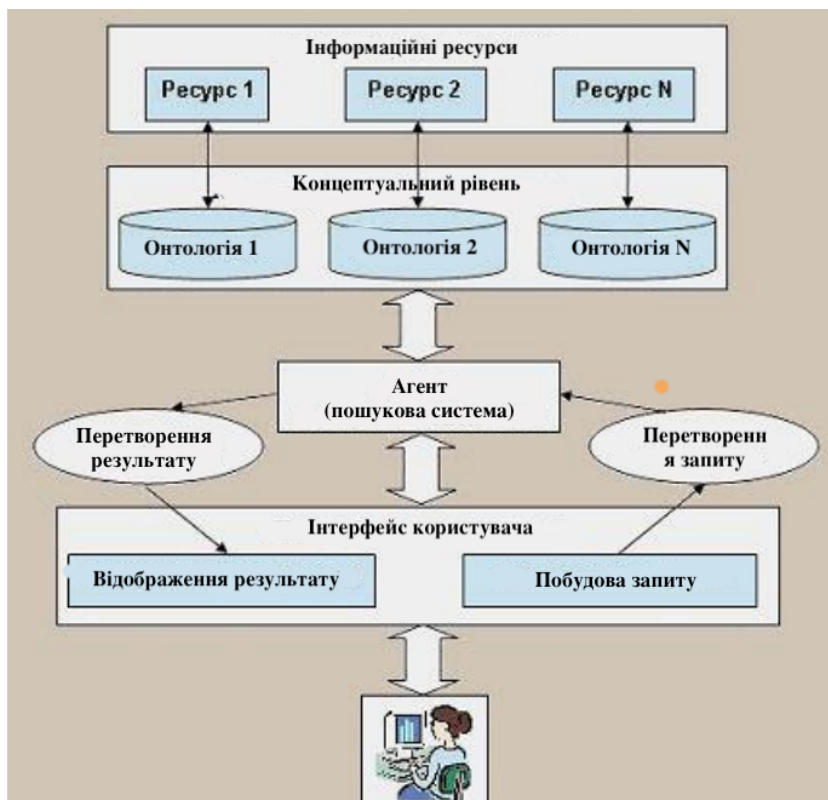 Інформаційні ресурси
Ресурс 1
Ресурс 2
Ресурс N
Концептуальний рівень
Онтологія 1
Онтологія 2
Онтологія N
Агент
(пошукова система)
Перетворення
результату
Перетворенн
я запиту
Інтерфейс користувача
Відображення результату
Побудова запиту